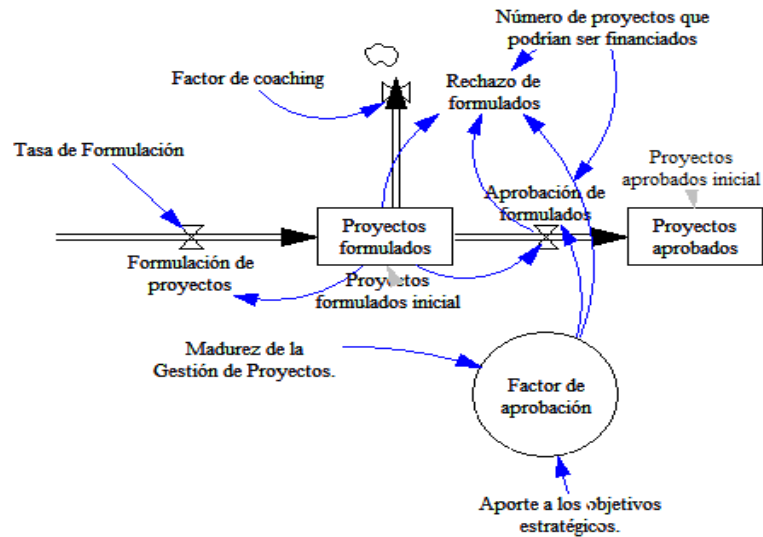 Número de proyectos que
podrían ser financiados
Factor de coaching
Rechazo de
formulados
Tasa de Formulación
Proyectos
aprobados inicial
Aprobación de
formulados
Proyectos
formulados
Proyectos
aprobados
Formulación de
proyectos
Proyectos
formulados inicial
Madurez de la
Gestión de Proyectos.
Factor de
aprobación
Aporte a los objetivos
estratégicos.